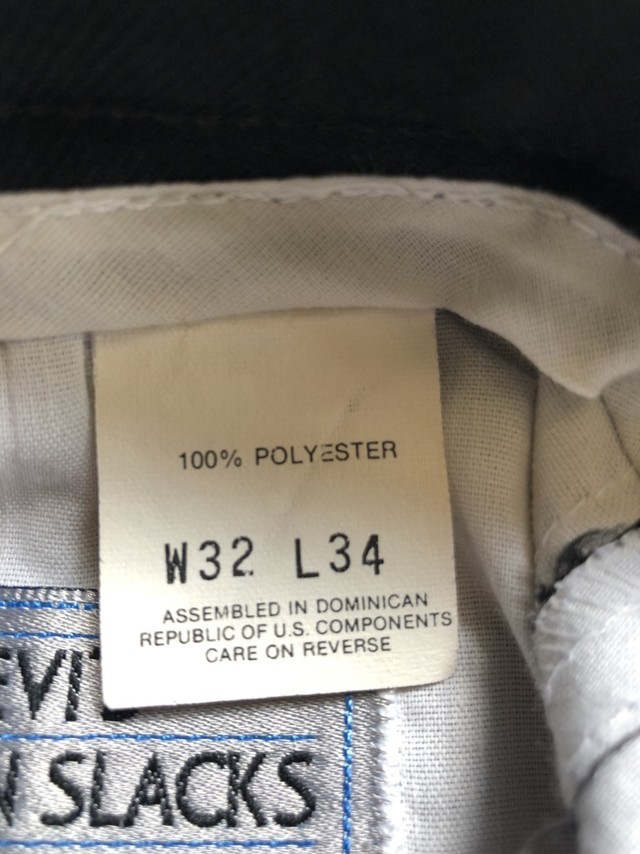 100% POLYESTER
W32 L34
ASSEMBLED IN DOMINICAN
REPUBLIC OF U.S. COMPONENTS
CARE ON REVERSE
SLACKS